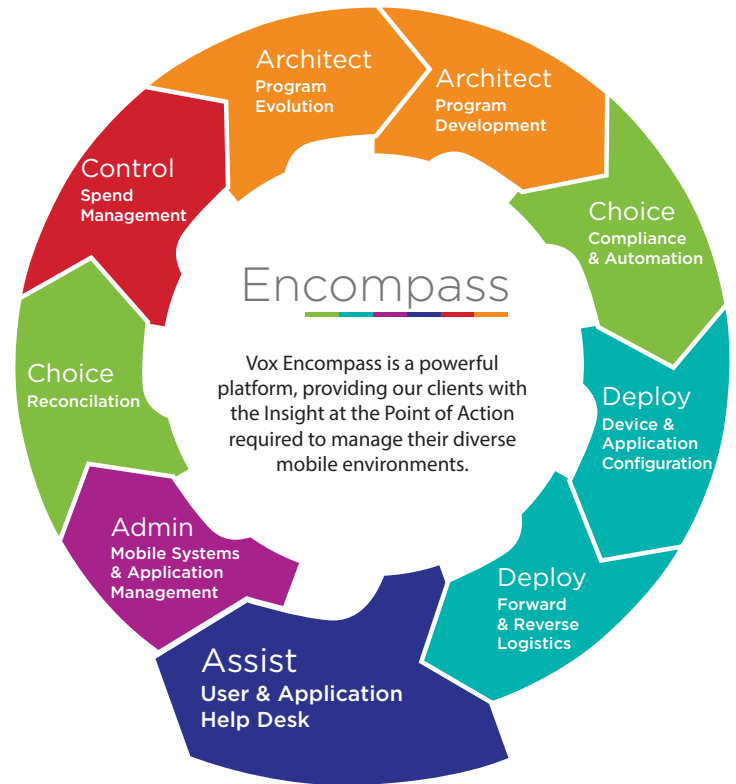 Architect
Program
Evolution
Architect
Program
Development
Choice
Compliance
& Automation
Deploy
Device &
Application
Configuration
Deploy
Forward
& Reverse
Logistics
Assist
User & Application
Help Desk
Admin
Mobile Systems
& Application
Management
Choice
Reconcilation
Control
Spend
Management
Encompass
Vox Encompass is a powerful
platform, providing our clients with
the Insight at the Point of Action
required to manage their diverse
mobile environments.